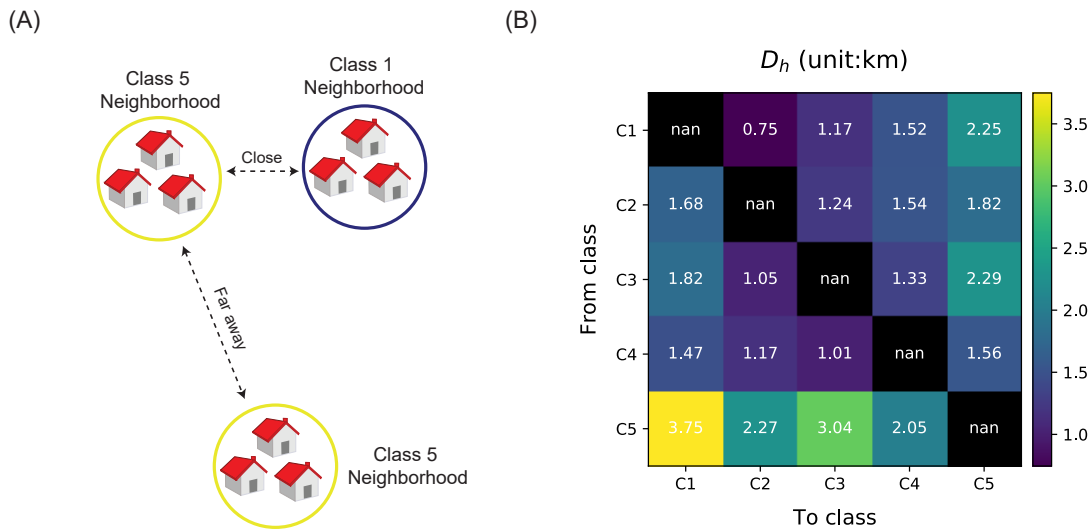 (A)
Class 5
Neighborhood
Class 1
Neighborhood
Close
Far away
Class 5
Neighborhood
(B)
D_h (unit:km)
From class
C1 nan 0.75 1.17 1.52 2.25
C2 1.68 nan 1.24 1.54 1.82
C3 1.82 1.05 nan 1.33 2.29
C4 1.47 1.17 1.01 nan 1.56
C5 3.75 2.27 3.04 2.05 nan
C1 C2 C3 C4 C5
To class
3.5
3.0
2.5
2.0
1.5
1.0